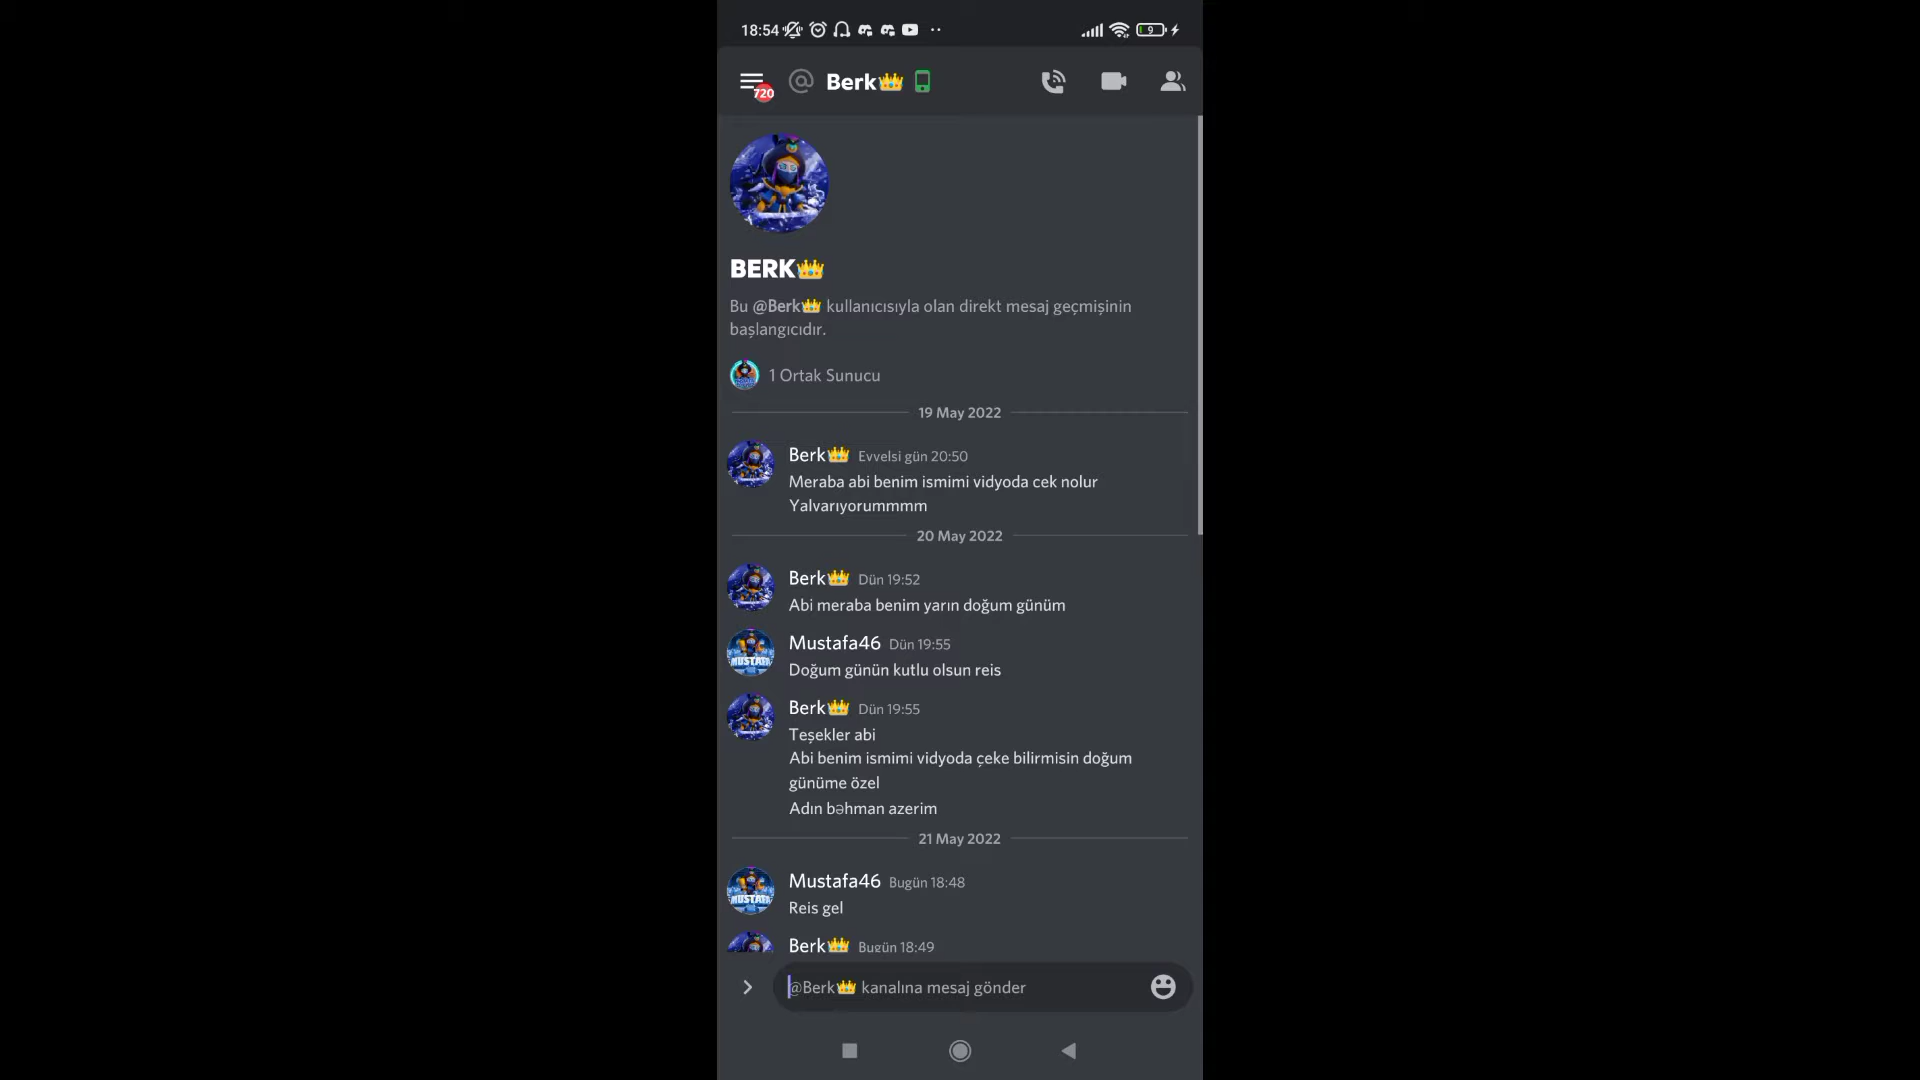 18:54
9
720
@ Berk👑
BERK👑
Bu @Berk👑 kullanıcısıyla olan direkt mesaj geçmişinin
başlangıcıdır.
1 Ortak Sunucu
19 May 2022
Berk👑 Evvelsi gün 20:50
Meraba abi benim ismimi vidyoda cek nolur
Yalvarıyorummmm
20 May 2022
Berk👑 Dün 19:52
Abi meraba benim yarın doğum günüm
Mustafa46 Dün 19:55
MUSTAFA
Doğum günün kutlu olsun reis
Berk👑 Dün 19:55
Teşekler abi
Abi benim ismimi vidyoda çeke bilirmisin doğum
günüme özel
Adın bəhman azerim
21 May 2022
Mustafa46 Bugün 18:48
MUSTAFA
Reis gel
Berk👑 Bugün 18:49
@Berk👑 kanalına mesaj gönder